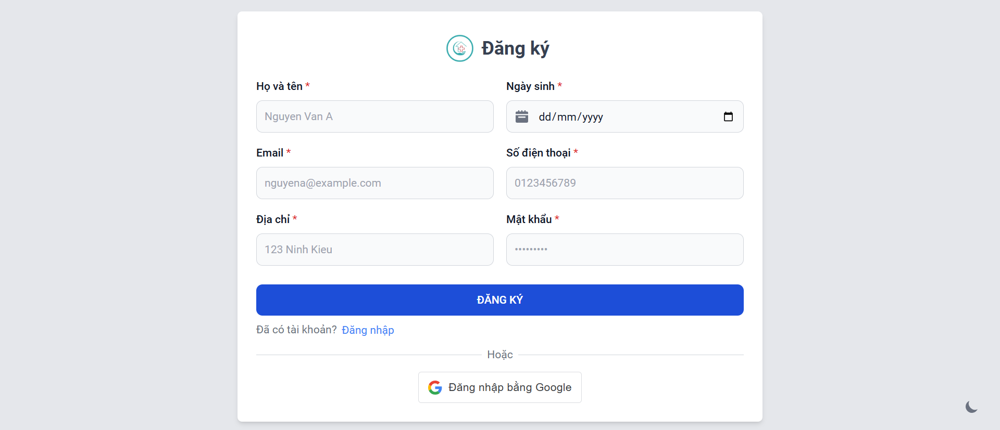 Đăng ký
Họ và tên *
Nguyen Van A
Ngày sinh *
dd/mm/yyyy
Email *
nguyena@example.com
Số điện thoại *
0123456789
Địa chỉ *
123 Ninh Kieu
Mật khẩu *
•••••••••
ĐĂNG KÝ
Đã có tài khoản? Đăng nhập
Hoặc
Đăng nhập bằng Google